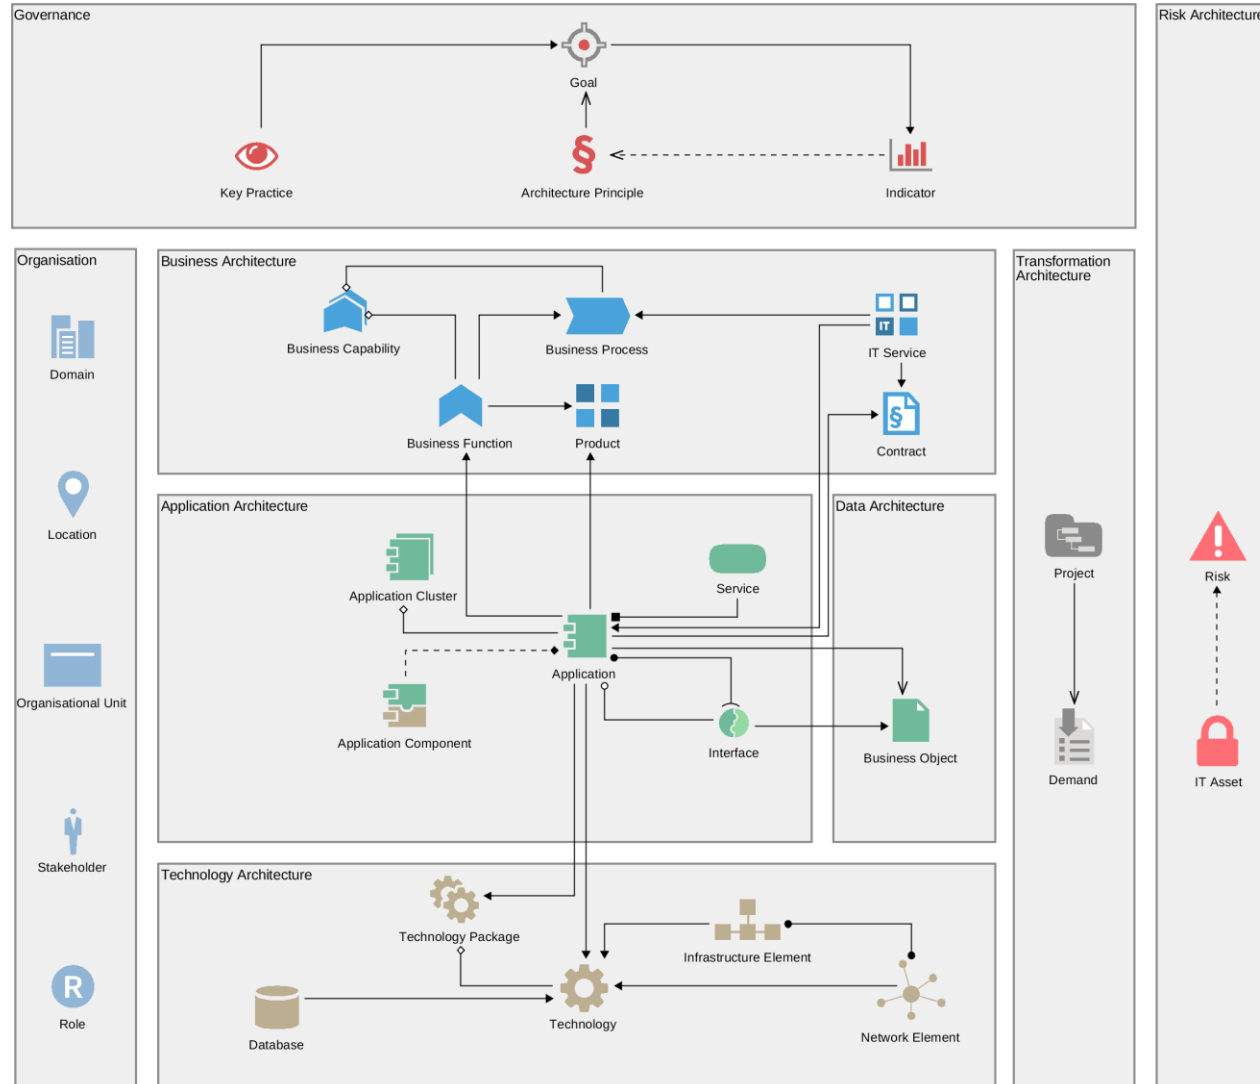 Governance
Goal
Key Practice
Architecture Principle
Indicator
Risk Architecture
Risk
IT Asset
Organisation
Domain
Location
Organisational Unit
Stakeholder
R
Role
Business Architecture
Business Capability
Business Process
IT
IT Service
Business Function
Product
§
Contract
Application Architecture
Application Cluster
Service
Application
Application Component
Interface
Data Architecture
Business Object
Transformation
Architecture
Project
Demand
Technology Architecture
Technology Package
Infrastructure Element
Technology
Database
Network Element